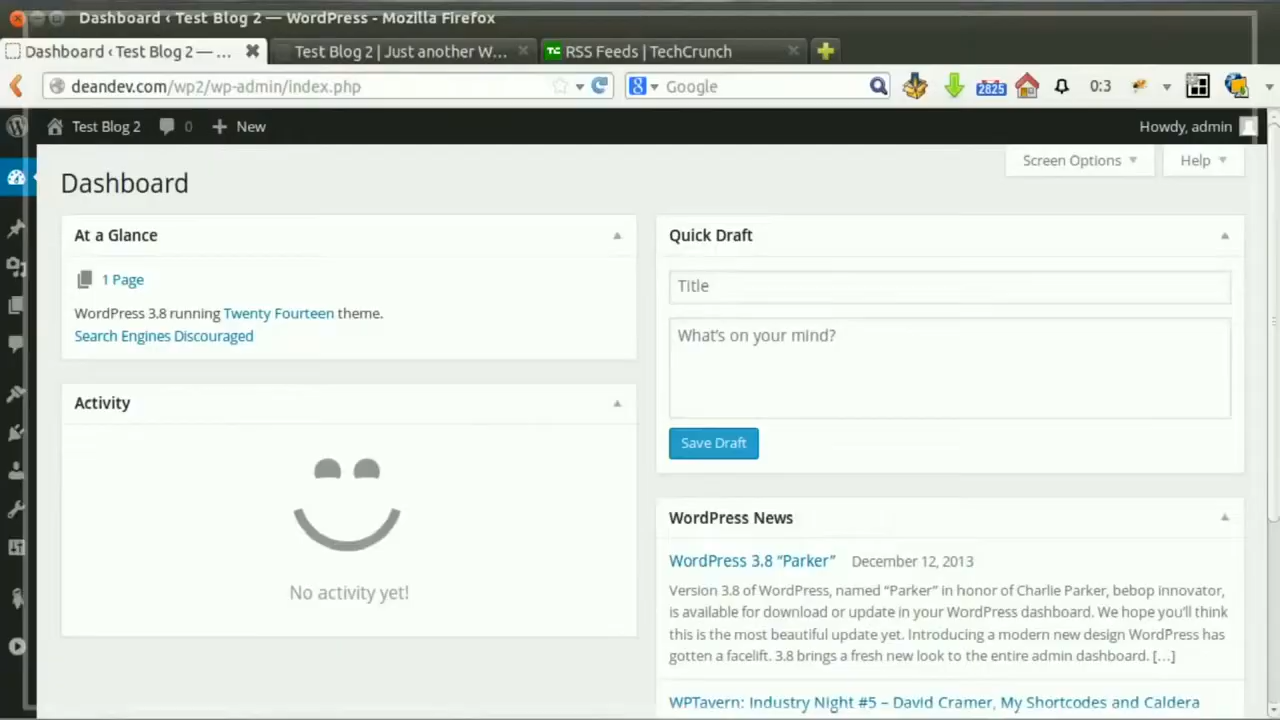 Dashboard ‹ Test Blog 2 — WordPress - Mozilla Firefox
Dashboard ‹ Test Blog 2 — ...
Test Blog 2 | Just another W...
TC RSS Feeds | TechCrunch
deandev.com/wp2/wp-admin/index.php
8 Google
2825
0:3
Test Blog 2
0
New
Howdy, admin
Screen Options
Help
Dashboard
At a Glance
1 Page
WordPress 3.8 running Twenty Fourteen theme.
Search Engines Discouraged
Activity
No activity yet!
Quick Draft
Title
What's on your mind?
Save Draft
WordPress News
WordPress 3.8 “Parker” December 12, 2013
Version 3.8 of WordPress, named “Parker” in honor of Charlie Parker, bebop innovator,
is available for download or update in your WordPress dashboard. We hope you’ll think
this is the most beautiful update yet. Introducing a modern new design WordPress has
gotten a facelift. 3.8 brings a fresh new look to the entire admin dashboard. […]
WPTavern: Industry Night #5 – David Cramer, My Shortcodes and Caldera